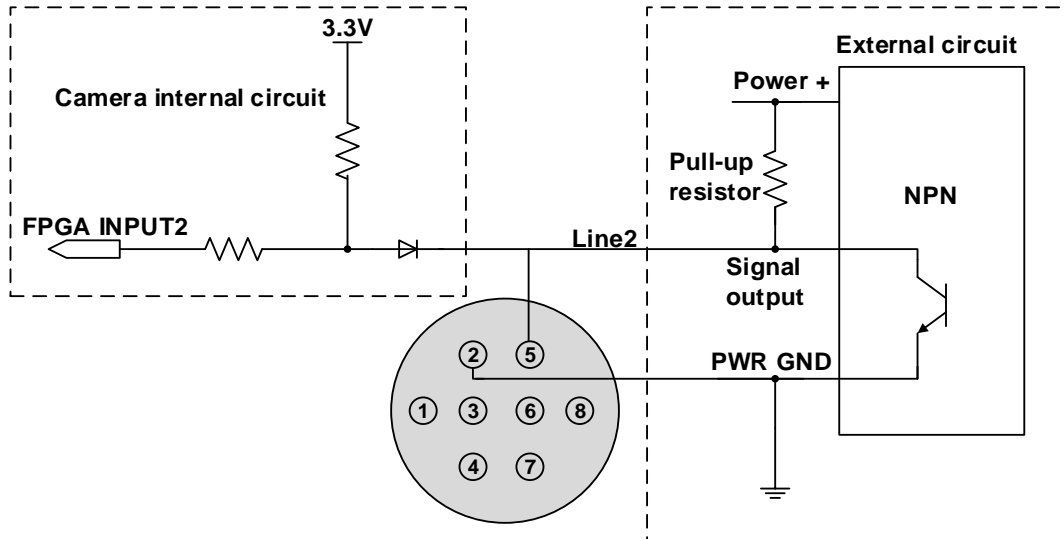 3.3V
External circuit
Camera internal circuit
Power +
Pull-up
resistor
NPN
FPGA INPUT2
Line2
Signal
output
PWR GND
2
5
1
3
6
8
4
7